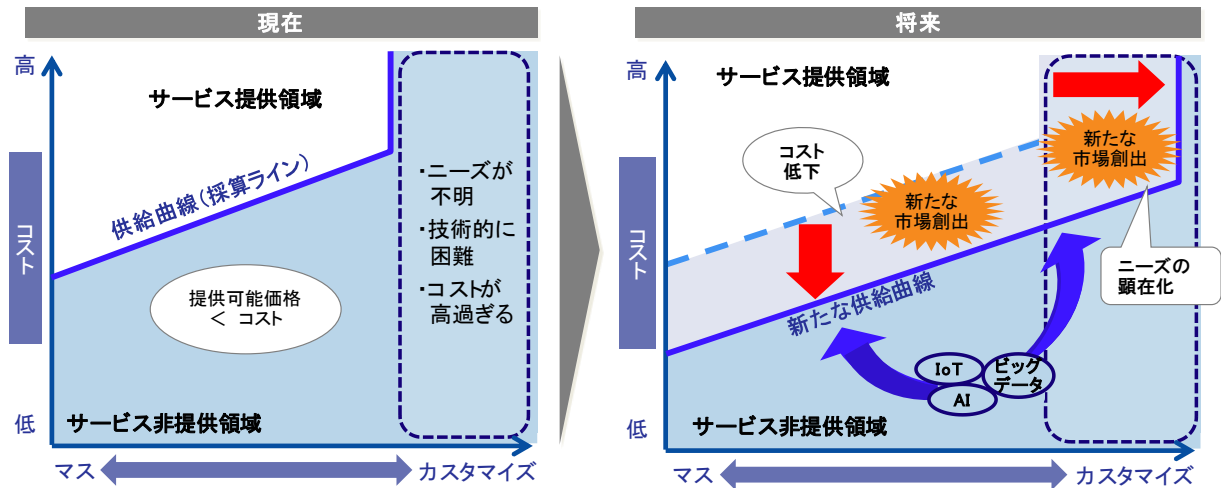 現在
高
サービス提供領域
供給曲線(採算ライン)
・ニーズが
不明
・技術的に
困難
・コストが
高過ぎる
コスト
提供可能価格
< コスト
サービス非提供領域
低
マス
カスタマイズ
将来
高
サービス提供領域
コスト
低下
新たな
市場創出
新たな
市場創出
ニーズの
顕在化
コスト
新たな供給曲線
IoT
ビッグ
データ
AI
サービス非提供領域
低
マス
カスタマイズ